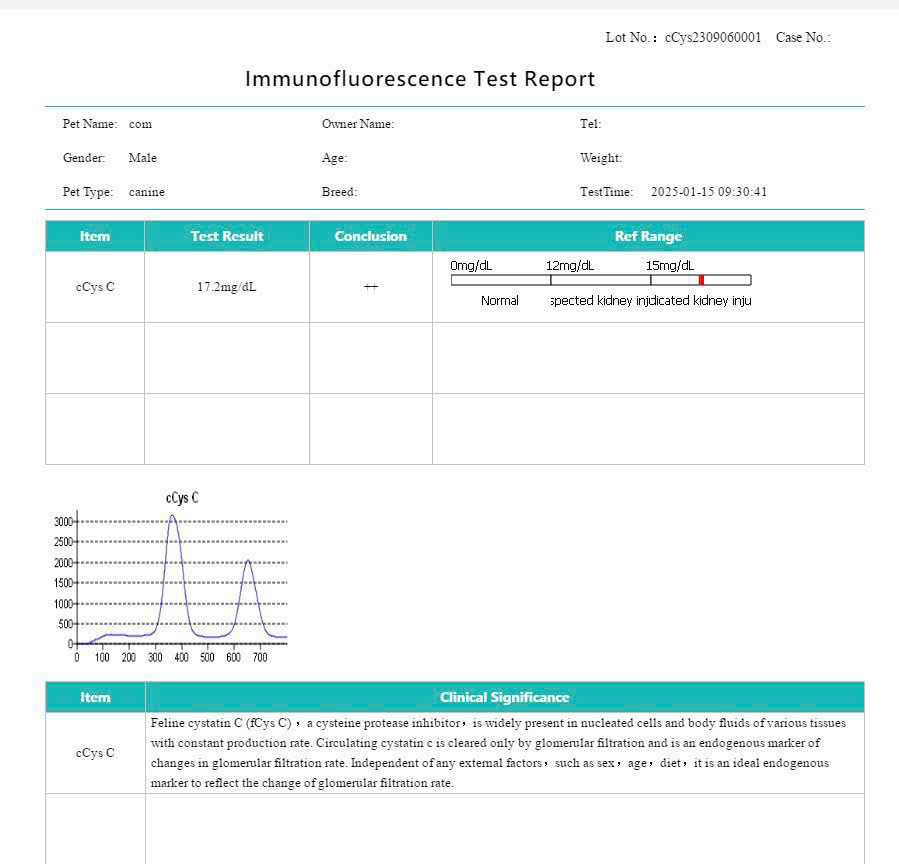 Lot No.： cCys2309060001 Case No.:
Immunofluorescence Test Report
Pet Name: com Owner Name: Tel:
Gender: Male Age: Weight:
Pet Type: canine Breed: TestTime: 2025-01-15 09:30:41
Item Test Result Conclusion Ref Range
0mg/dL 12mg/dL 15mg/dL
cCys C 17.2mg/dL ++
Normal spected kidney injdicated kidney inju
cCys C
3000
2500
2000
1500
1000
500
0
0 100 200 300 400 500 600 700
Item Clinical Significance
cCys C
Feline cystatin C (fCys C)，a cysteine protease inhibitor，is widely present in nucleated cells and body fluids of various tissues
with constant production rate. Circulating cystatin c is cleared only by glomerular filtration and is an endogenous marker of
changes in glomerular filtration rate. Independent of any external factors，such as sex，age，diet，it is an ideal endogenous
marker to reflect the change of glomerular filtration rate.